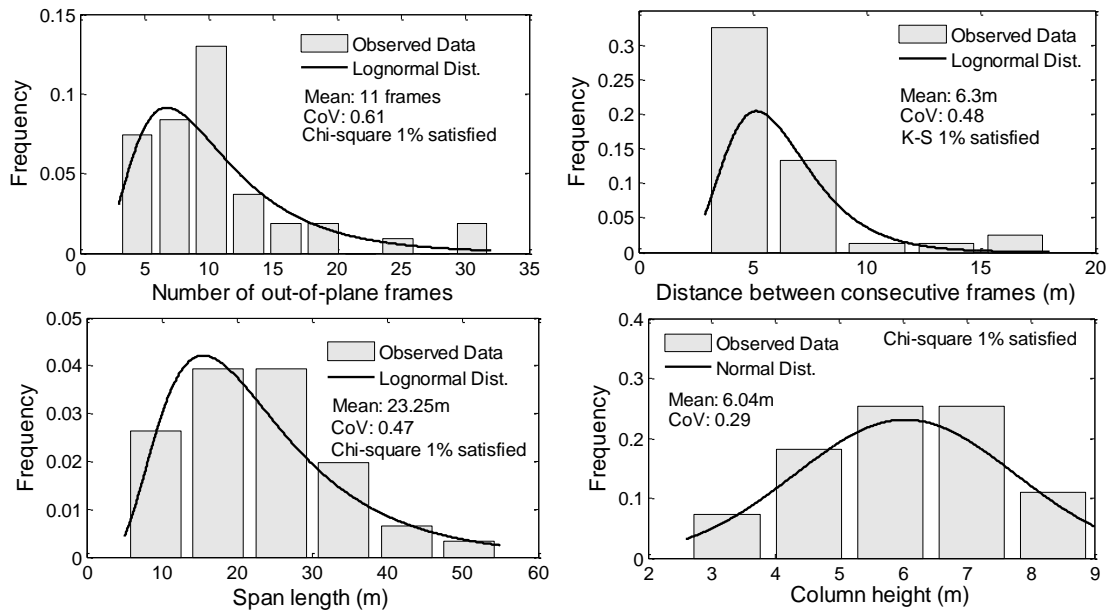 0.15
0.1
0.05
0
Frequency
Observed Data
Lognormal Dist.
Mean: 11 frames
CoV: 0.61
Chi-square 1% satisfied
0 5 10 15 20 25 30 35
Number of out-of-plane frames
0.3
0.25
0.2
0.15
0.1
0.05
0
Frequency
Observed Data
Lognormal Dist.
Mean: 6.3m
CoV: 0.48
K-S 1% satisfied
0 5 10 15 20
Distance between consecutive frames (m)
0.05
0.04
0.03
0.02
0.01
0
Frequency
Observed Data
Lognormal Dist.
Mean: 23.25m
CoV: 0.47
Chi-square 1% satisfied
0 10 20 30 40 50 60
Span length (m)
0.4
0.3
0.2
0.1
0
Frequency
Observed Data
Normal Dist.
Mean: 6.04m
CoV: 0.29
Chi-square 1% satisfied
2 3 4 5 6 7 8 9
Column height (m)